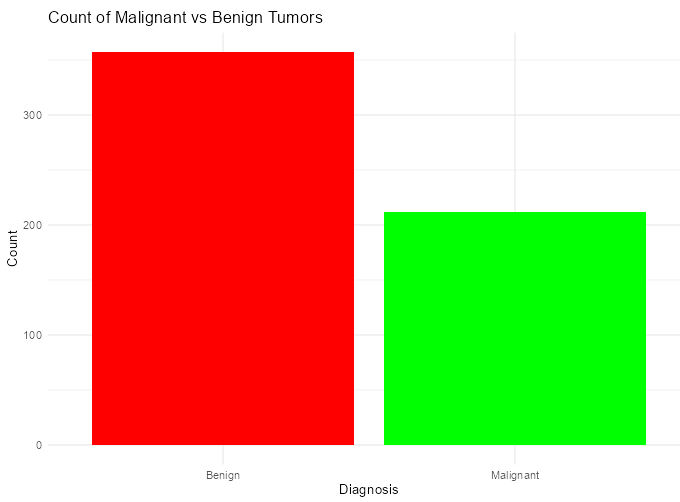 Count of Malignant vs Benign Tumors
Count
300
200
100
0
Benign
Malignant
Diagnosis